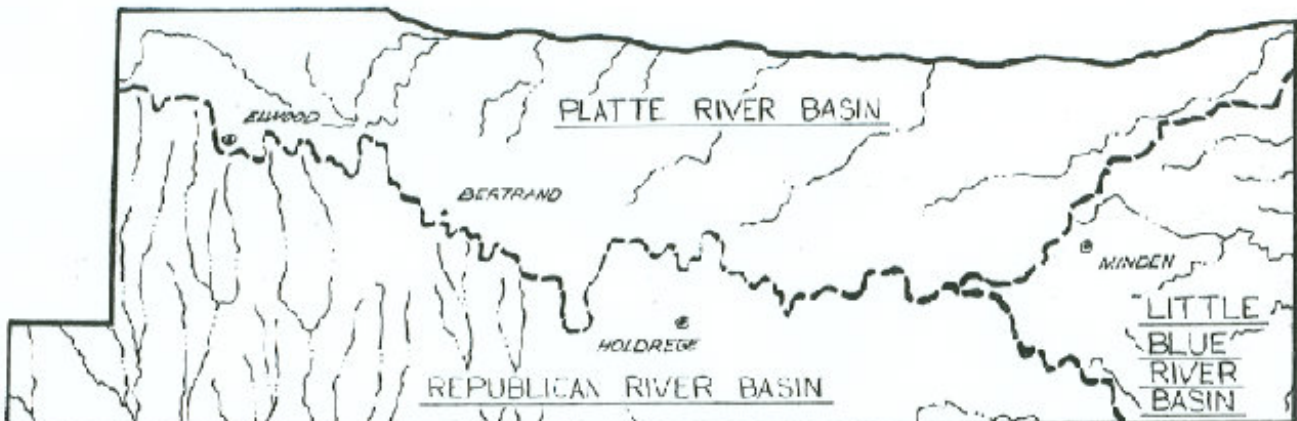 ELWOOD
PLATTE RIVER BASIN
BERTRAND
MINDEN
HOLDREGE
LITTLE
BLUE
RIVER
BASIN
REPUBLICAN RIVER BASIN